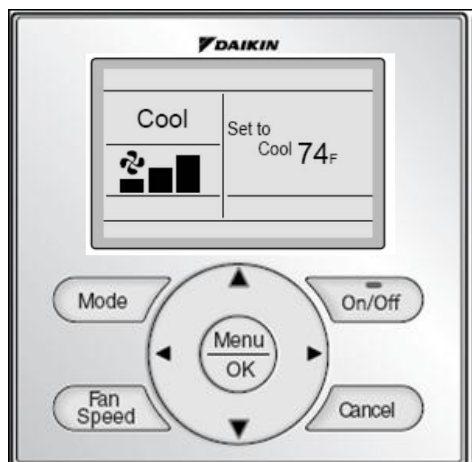 DAIKIN
Cool
Set to
Cool 74F
Mode
On/Off
Menu
OK
Fan
Speed
Cancel